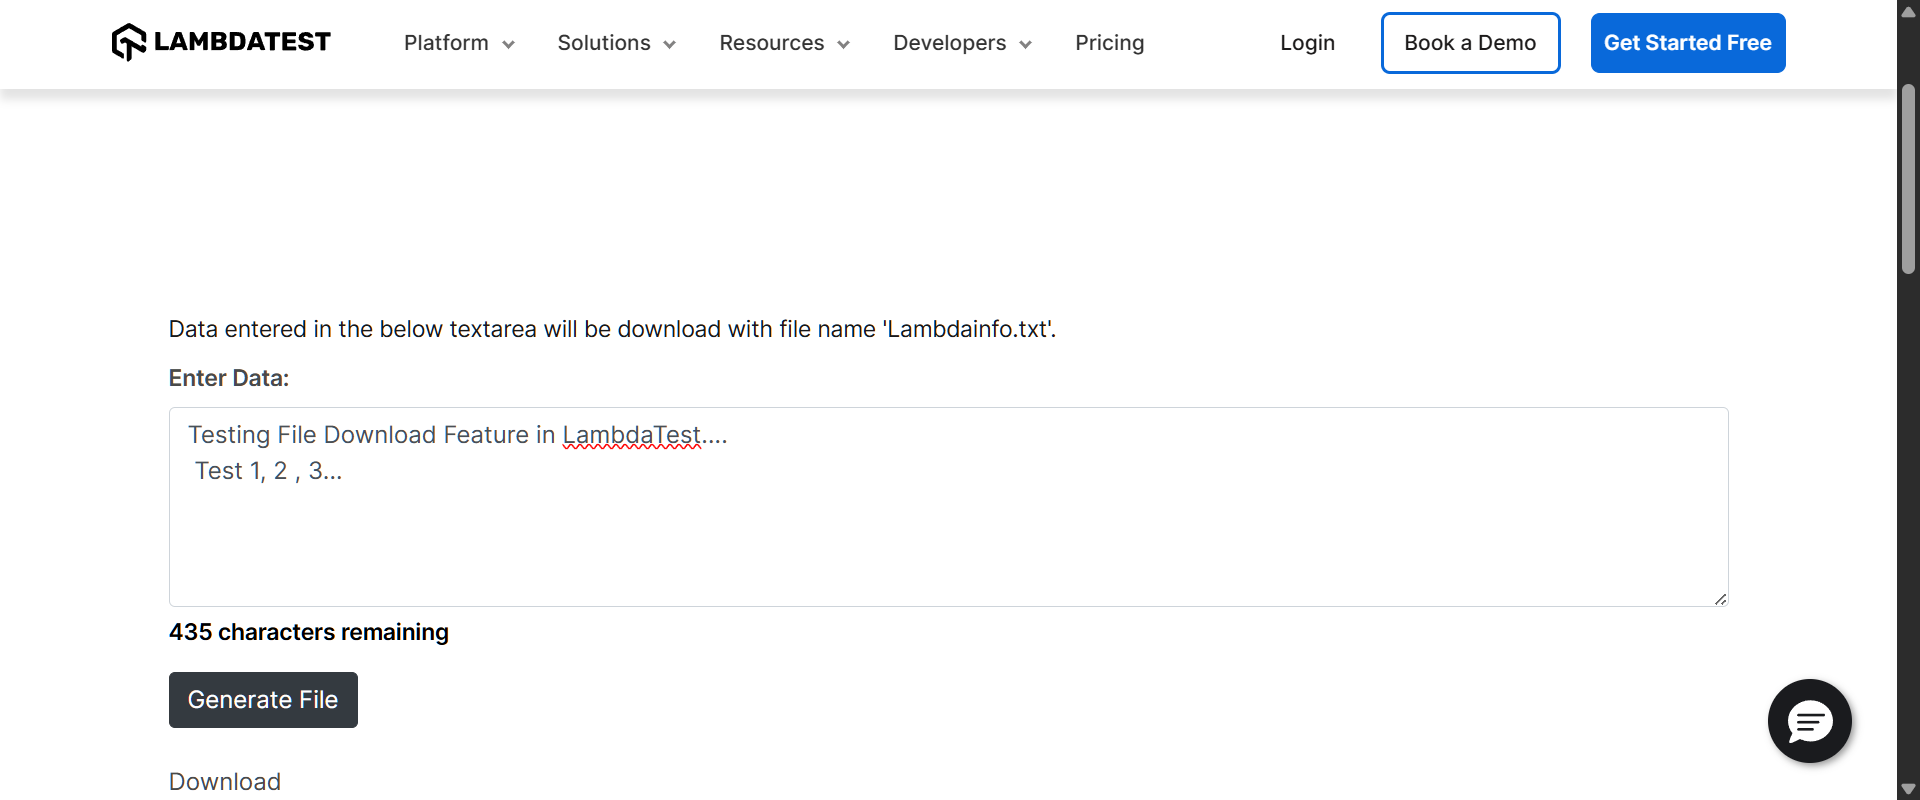 LAMBDATEST Platform Solutions Resources Developers Pricing Login Book a Demo Get Started Free
Data entered in the below textarea will be download with file name 'Lambdainfo.txt'.
Enter Data:
Testing File Download Feature in LambdaTest....
Test 1, 2 , 3...
435 characters remaining
Generate File
Download